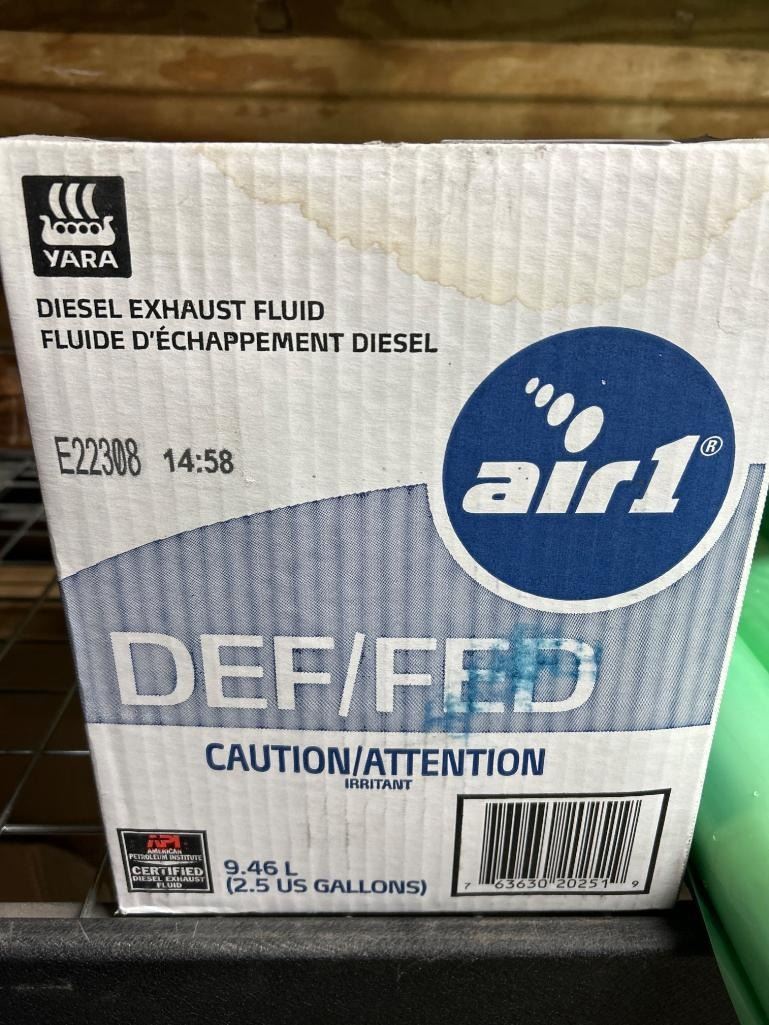 YARA
DIESEL EXHAUST FLUID
FLUIDE D'ÉCHAPPEMENT DIESEL
E22308 14:58
air1®
DEF/FED
CAUTION/ATTENTION
IRRITANT
API
AMERICAN
PETROLEUM INSTITUTE
CERTIFIED
DIESEL EXHAUST
FLUID
9.46 L
(2.5 US GALLONS)
7 63630 20251 9